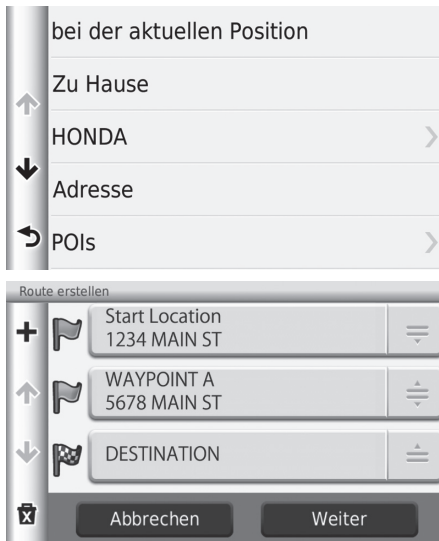 bei der aktuellen Position
Zu Hause
HONDA
Adresse
POIs
Route erstellen
Start Location
1234 MAIN ST
WAYPOINT A
5678 MAIN ST
DESTINATION
Abbrechen
Weiter